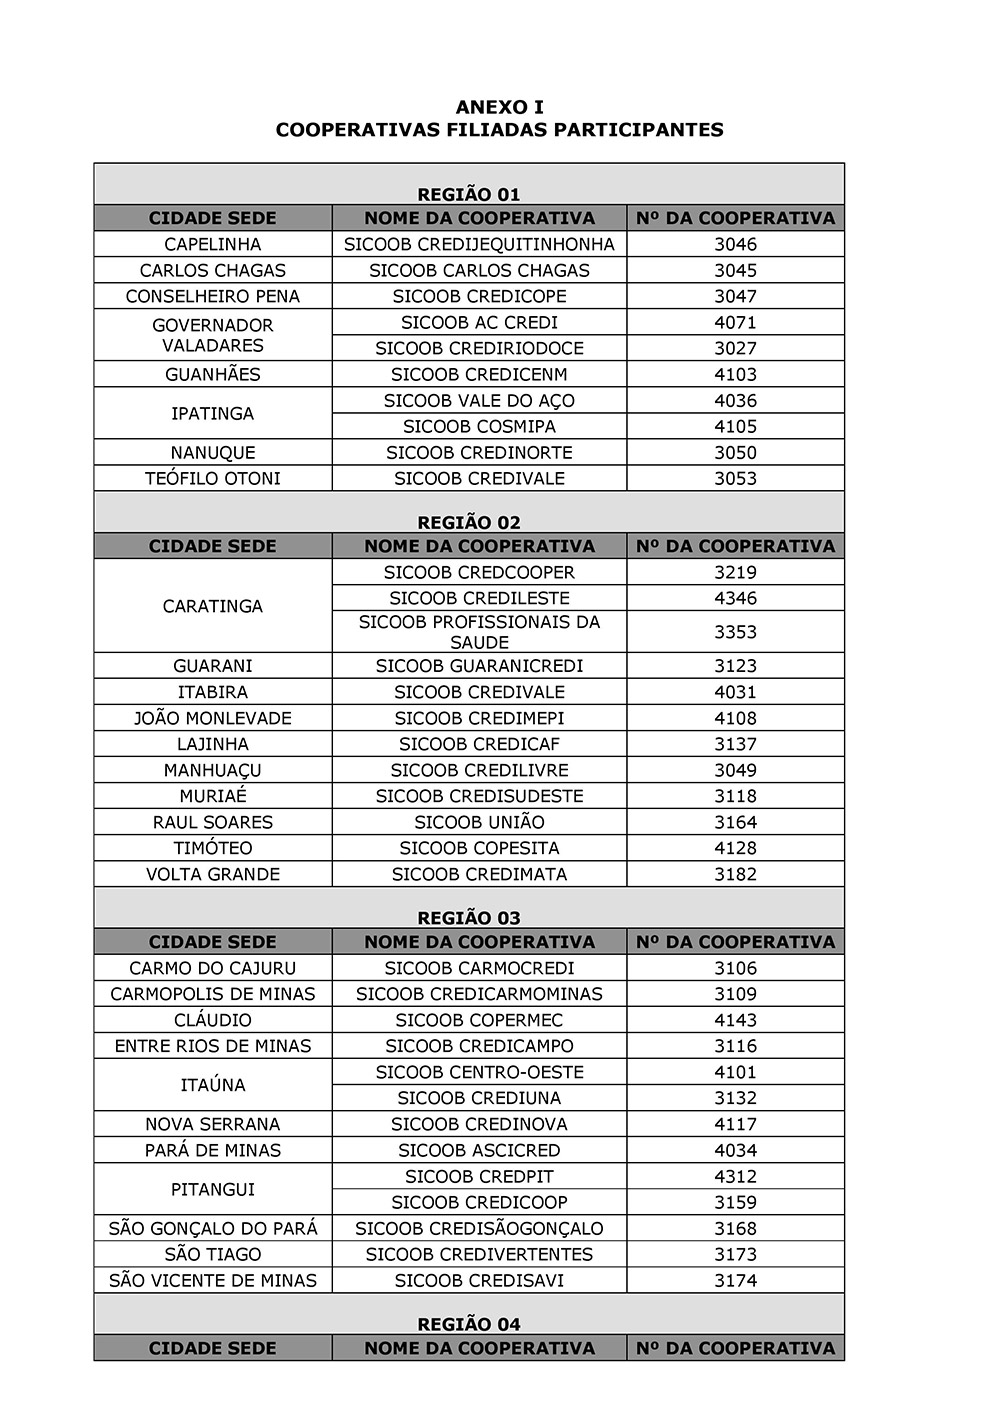 ANEXO I
COOPERATIVAS FILIADAS PARTICIPANTES
REGIÃO 01
CIDADE SEDE NOME DA COOPERATIVA Nº DA COOPERATIVA
CAPELINHA SICOOB CREDIJEQUITINHONHA 3046
CARLOS CHAGAS SICOOB CARLOS CHAGAS 3045
CONSELHEIRO PENA SICOOB CREDICOPE 3047
GOVERNADOR
VALADARES
SICOOB AC CREDI 4071
SICOOB CREDIRIODOCE 3027
GUANHÃES SICOOB CREDICENM 4103
IPATINGA
SICOOB VALE DO AÇO 4036
SICOOB COSMIPA 4105
NANUQUE SICOOB CREDINORTE 3050
TEÓFILO OTONI SICOOB CREDIVALE 3053
REGIÃO 02
CIDADE SEDE NOME DA COOPERATIVA Nº DA COOPERATIVA
CARATINGA
SICOOB CREDCOOPER 3219
SICOOB CREDILESTE 4346
SICOOB PROFISSIONAIS DA
SAUDE
3353
GUARANI SICOOB GUARANICREDI 3123
ITABIRA SICOOB CREDIVALE 4031
JOÃO MONLEVADE SICOOB CREDIMEPI 4108
LAJINHA SICOOB CREDICAF 3137
MANHUAÇU SICOOB CREDILIVRE 3049
MURIAÉ SICOOB CREDISUDESTE 3118
RAUL SOARES SICOOB UNIÃO 3164
TIMÓTEO SICOOB COPESITA 4128
VOLTA GRANDE SICOOB CREDIMATA 3182
REGIÃO 03
CIDADE SEDE NOME DA COOPERATIVA Nº DA COOPERATIVA
CARMO DO CAJURU SICOOB CARMOCREDI 3106
CARMOPOLIS DE MINAS SICOOB CREDICARMOMINAS 3109
CLÁUDIO SICOOB COPERMEC 4143
ENTRE RIOS DE MINAS SICOOB CREDICAMPO 3116
ITAÚNA
SICOOB CENTRO-OESTE 4101
SICOOB CREDIUNA 3132
NOVA SERRANA SICOOB CREDINOVA 4117
PARÁ DE MINAS SICOOB ASCICRED 4034
PITANGUI
SICOOB CREDPIT 4312
SICOOB CREDICOOP 3159
SÃO GONÇALO DO PARÁ SICOOB CREDISÃOGONÇALO 3168
SÃO TIAGO SICOOB CREDIVERTENTES 3173
SÃO VICENTE DE MINAS SICOOB CREDISAVI 3174
REGIÃO 04
CIDADE SEDE NOME DA COOPERATIVA Nº DA COOPERATIVA